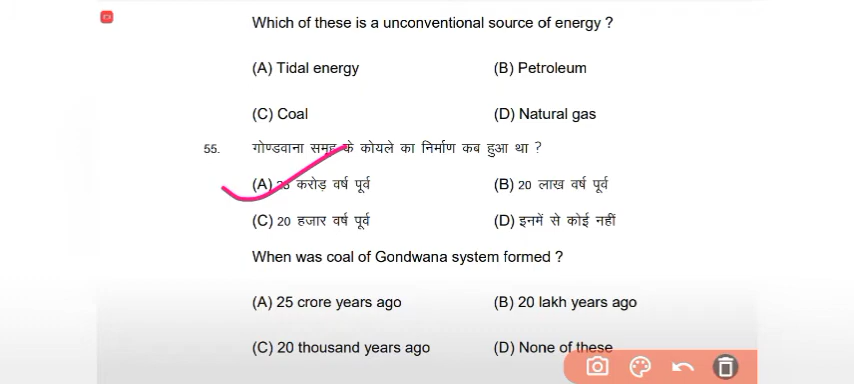 Which of these is a unconventional source of energy ?
(A) Tidal energy (B) Petroleum
(C) Coal (D) Natural gas
55. गोण्डवाना समूह के कोयले का निर्माण कब हुआ था ?
(A) 25 करोड़ वर्ष पूर्व (B) 20 लाख वर्ष पूर्व
(C) 20 हजार वर्ष पूर्व (D) इनमें से कोई नहीं
When was coal of Gondwana system formed ?
(A) 25 crore years ago (B) 20 lakh years ago
(C) 20 thousand years ago (D) None of these